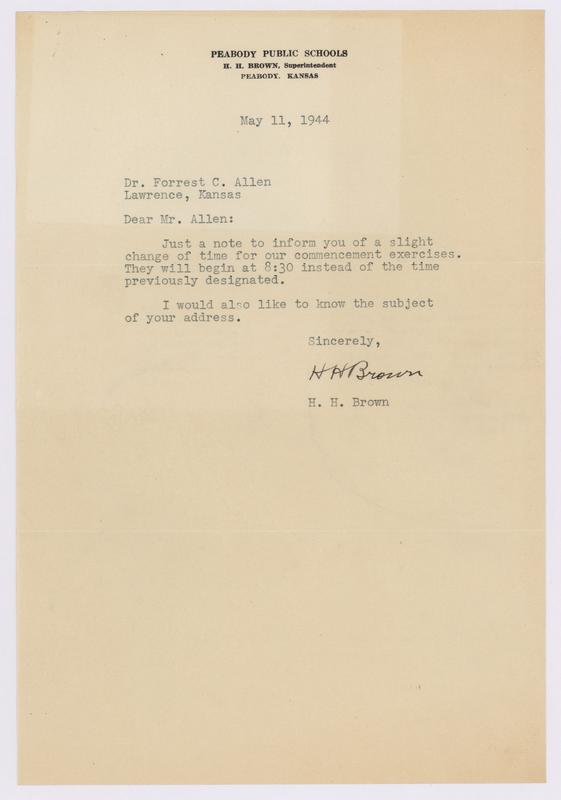 PEABODY PUBLIC SCHOOLS
H. H. BROWN, Superintendent
PEABODY, KANSAS
May 11, 1944
Dr. Forrest C. Allen
Lawrence, Kansas
Dear Mr. Allen:
Just a note to inform you of a slight
change of time for our commencement exercises.
They will begin at 8:30 instead of the time
previously designated.
I would also like to know the subject
of your address.
Sincerely,
H H Brown
H. H. Brown